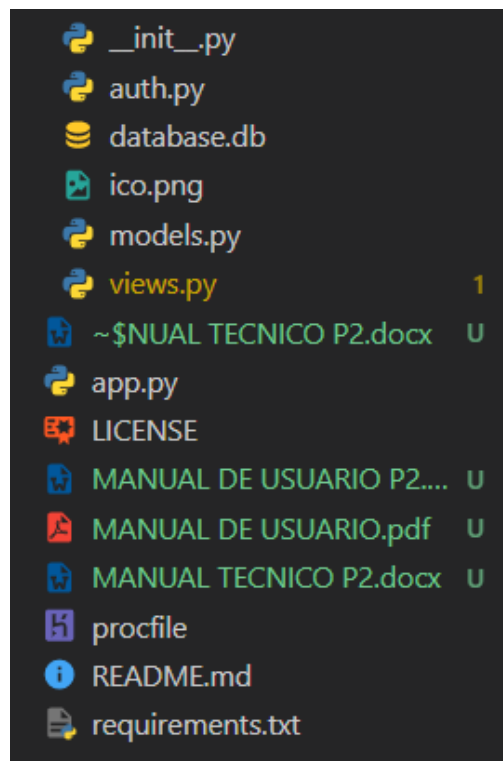 __init__.py
auth.py
database.db
ico.png
models.py
views.py 1
~$NUAL TECNICO P2.docx U
app.py
LICENSE
MANUAL DE USUARIO P2.... U
MANUAL DE USUARIO.pdf U
MANUAL TECNICO P2.docx U
procfile
README.md
requirements.txt